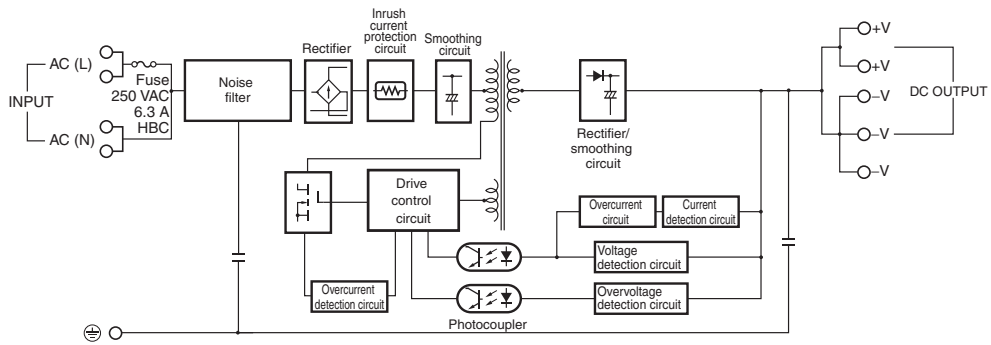 INPUT
AC (L)
AC (N)
Fuse
250 VAC
6.3 A
HBC
Noise
filter
Rectifier
Inrush
current
protection
circuit
Smoothing
circuit
Rectifier/
smoothing
circuit
+V
+V
−V
−V
−V
DC OUTPUT
Drive
control
circuit
Overcurrent
detection circuit
Overcurrent
circuit
Current
detection circuit
Voltage
detection circuit
Overvoltage
detection circuit
Photocoupler